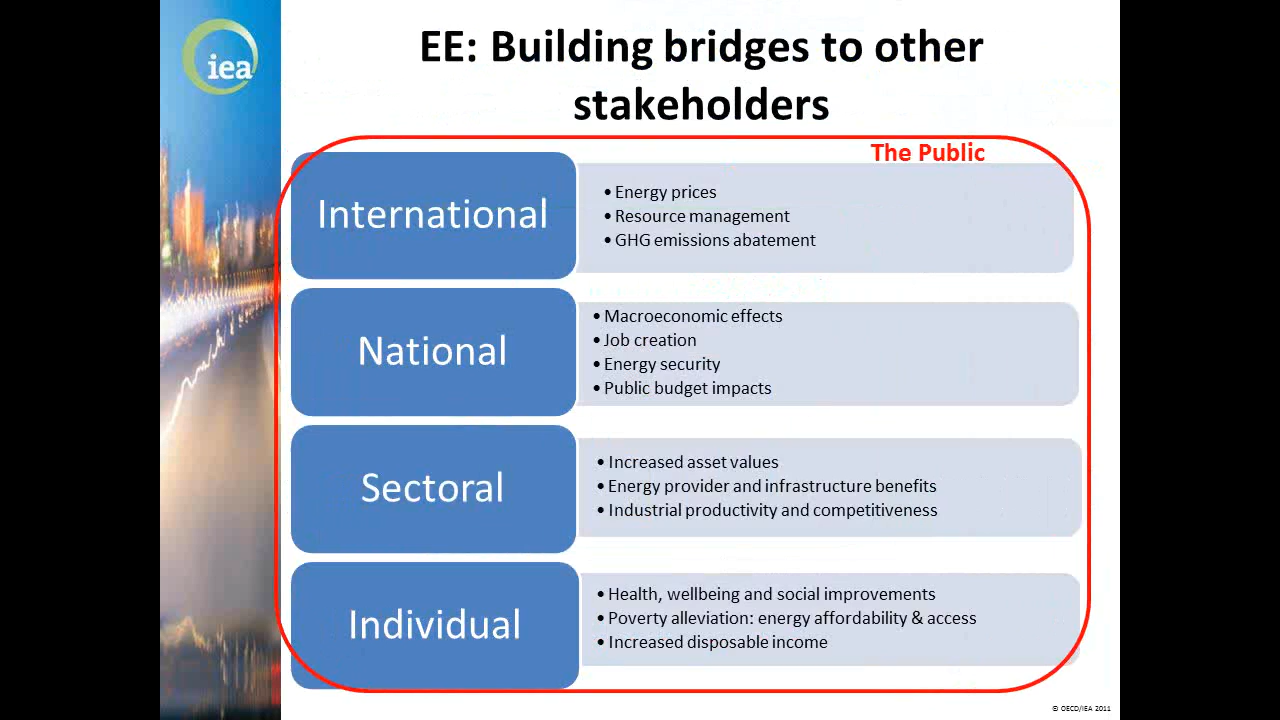 iea
EE: Building bridges to other
stakeholders
The Public
International
• Energy prices
• Resource management
• GHG emissions abatement
National
• Macroeconomic effects
• Job creation
• Energy security
• Public budget impacts
Sectoral
• Increased asset values
• Energy provider and infrastructure benefits
• Industrial productivity and competitiveness
Individual
• Health, wellbeing and social improvements
• Poverty alleviation: energy affordability & access
• Increased disposable income
© OECD/IEA 2011